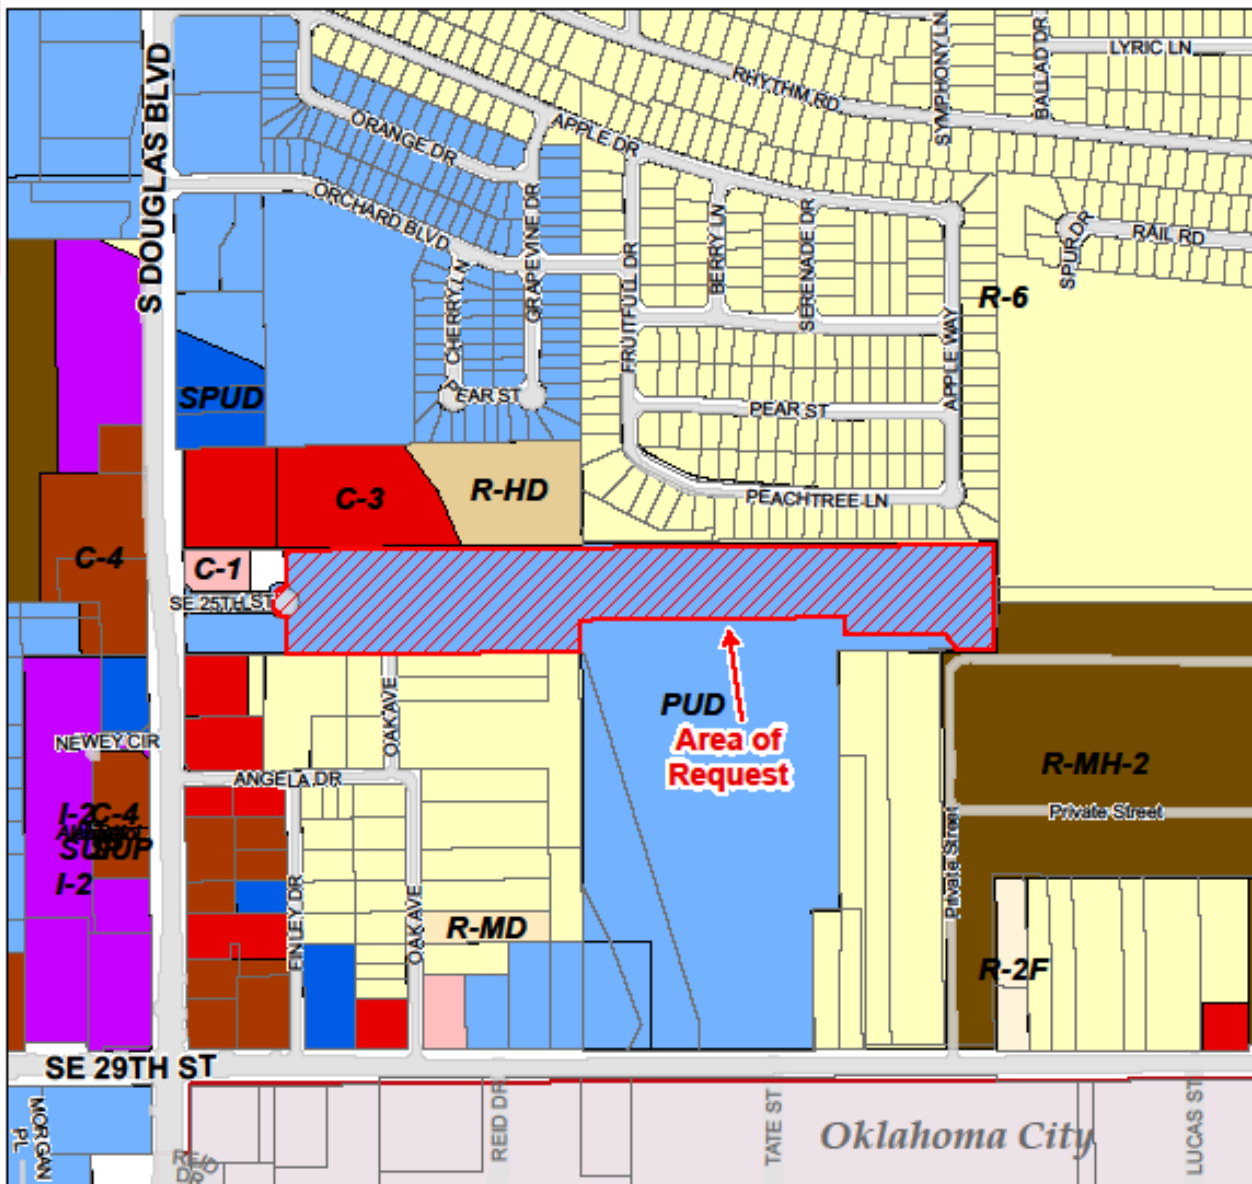 LYRIC LN
SYMPHONY LN
BALLAD DR
RHYTHM RD
S DOUGLAS BLVD
ORANGE DR
APPLE DR
ORCHARD BLVD
GRAPEVINE DR
CHERRY LN
FRUITFULL DR
BERRY LN
SERENADE DR
SPUR DR
RAIL RD
R-6
APPLE WAY
SPUD
PEAR ST
PEAR ST
C-3
R-HD
PEACHTREE LN
C-4
C-1
SE 25TH ST
OAK AVE
PUD
Area of
Request
NEWEY CIR
ANGELA DR
R-MH-2
Private Street
Private Street
I-2
C-4
SUP
I-2
FINLEY DR
OAK AVE
R-MD
R-2F
SE 29TH ST
MORGAN
PL
REID DR
TATE ST
Oklahoma City
LUCAS ST